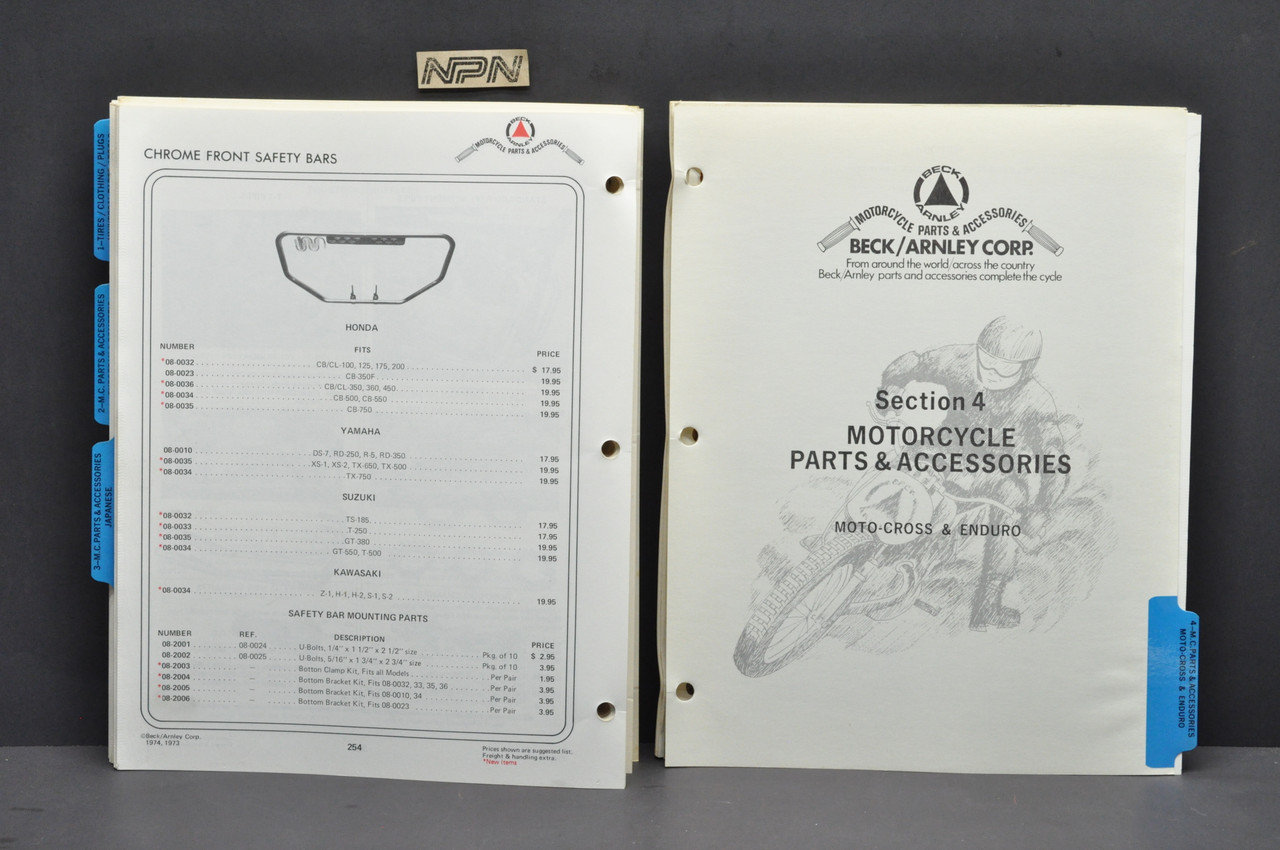 NPN
1–TIRES / CLOTHING / PLUGS
2–M.C. PARTS & ACCESSORIES
3–M.C. PARTS & ACCESSORIES
JAPANESE
CHROME FRONT SAFETY BARS
BECK
ARNLEY
MOTORCYCLE PARTS & ACCESSORIES
HONDA
NUMBER FITS PRICE
*08-0032 CB/CL-100, 125, 175, 200 $ 17.95
08-0023 CB-350F 19.95
*08-0036 CB/CL-350, 360, 450 19.95
*08-0034 CB-500, CB-550 19.95
*08-0035 CB-750 19.95
YAMAHA
08-0010 DS-7, RD-250, R-5, RD-350 17.95
*08-0035 XS-1, XS-2, TX-650, TX-500 19.95
*08-0034 TX-750 19.95
SUZUKI
*08-0032 TS-185 17.95
*08-0033 T-250 17.95
*08-0035 GT-380 19.95
*08-0034 GT-550, T-500 19.95
KAWASAKI
*08-0034 Z-1, H-1, H-2, S-1, S-2 19.95
SAFETY BAR MOUNTING PARTS
NUMBER REF. DESCRIPTION PRICE
08-2001 08-0024 U-Bolts, 1/4" x 1 1/2" x 2 1/2" size Pkg. of 10 $ 2.95
08-2002 08-0025 U-Bolts, 5/16" x 1 3/4" x 2 3/4" size Pkg. of 10 3.95
*08-2003 – Botton Clamp Kit, Fits all Models Per Pair 1.95
*08-2004 – Bottom Bracket Kit, Fits 08-0032, 33, 35, 36 Per Pair 3.95
*08-2005 – Bottom Bracket Kit, Fits 08-0010, 34 Per Pair 3.95
*08-2006 – Bottom Bracket Kit, Fits 08-0023 Per Pair 3.95
©Beck/Arnley Corp.
1974, 1973
254
Prices shown are suggested list.
Freight & handling extra.
*New items
BECK
ARNLEY
MOTORCYCLE PARTS & ACCESSORIES
BECK/ARNLEY CORP.
From around the world/across the country
Beck/Arnley parts and accessories complete the cycle
Section 4
MOTORCYCLE
PARTS & ACCESSORIES
MOTO-CROSS & ENDURO
4–M.C. PARTS & ACCESSORIES
MOTO-CROSS & ENDURO